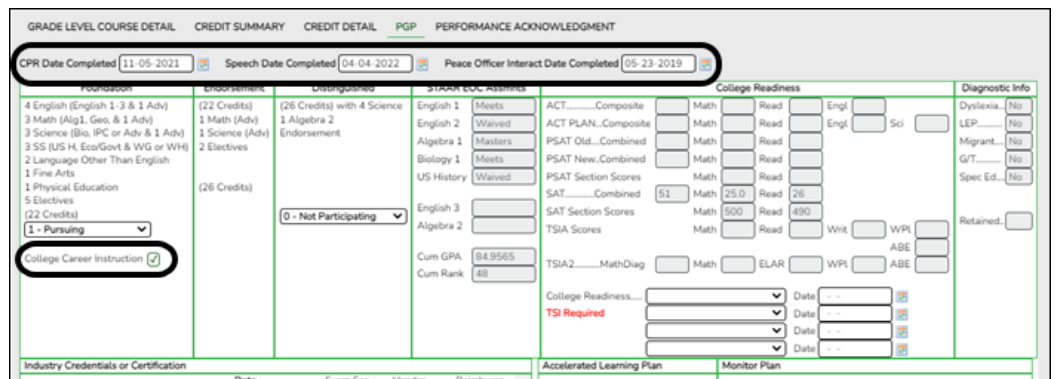 GRADE LEVEL COURSE DETAIL CREDIT SUMMARY CREDIT DETAIL PGP PERFORMANCE ACKNOWLEDGMENT
CPR Date Completed 11-05-2021 Speech Date Completed 04-04-2022 Peace Officer Interact Date Completed 05-23-2019
Foundation Endorsement Distinguished STAAR EOC Assmnts College Readiness Diagnostic Info
4 English (English 1-3 & 1 Adv) (22 Credits) (26 Credits) with 4 Science English 1 Meets ACT.............Composite Math Read Engl Dyslexia.. No
3 Math (Alg1, Geo, & 1 Adv) 1 Math (Adv) 1 Algebra 2 English 2 Waived ACT PLAN...Composite Math Read Engl Sci LEP.......... No
3 Science (Bio, IPC or Adv & 1 Adv) 1 Science (Adv) Endorsement Algebra 1 Masters PSAT Old...Combined Math Read Migrant.... No
3 SS (US H, Eco/Govt & WG or WH) 2 Electives Biology 1 Meets PSAT New..Combined Math Read G/T.......... No
2 Language Other Than English US History Waived PSAT Section Scores Math Read Spec Ed... No
1 Fine Arts
1 Physical Education (26 Credits) SAT.............Combined 51 Math 25.0 Read 26
5 Electives English 3 SAT Section Scores Math 500 Read 490
(22 Credits) 0 - Not Participating Algebra 2 TSIA Scores Math Read Writ WPL Retained..
1 - Pursuing ABE
College Career Instruction Cum GPA 84.9565 TSIA2..........MathDiag Math ELAR WPL ABE
Cum Rank 48
College Readiness..... Date - -
TSI Required Date - -
Date - -
Date - -
Industry Credentials or Certification Accelerated Learning Plan Monitor Plan